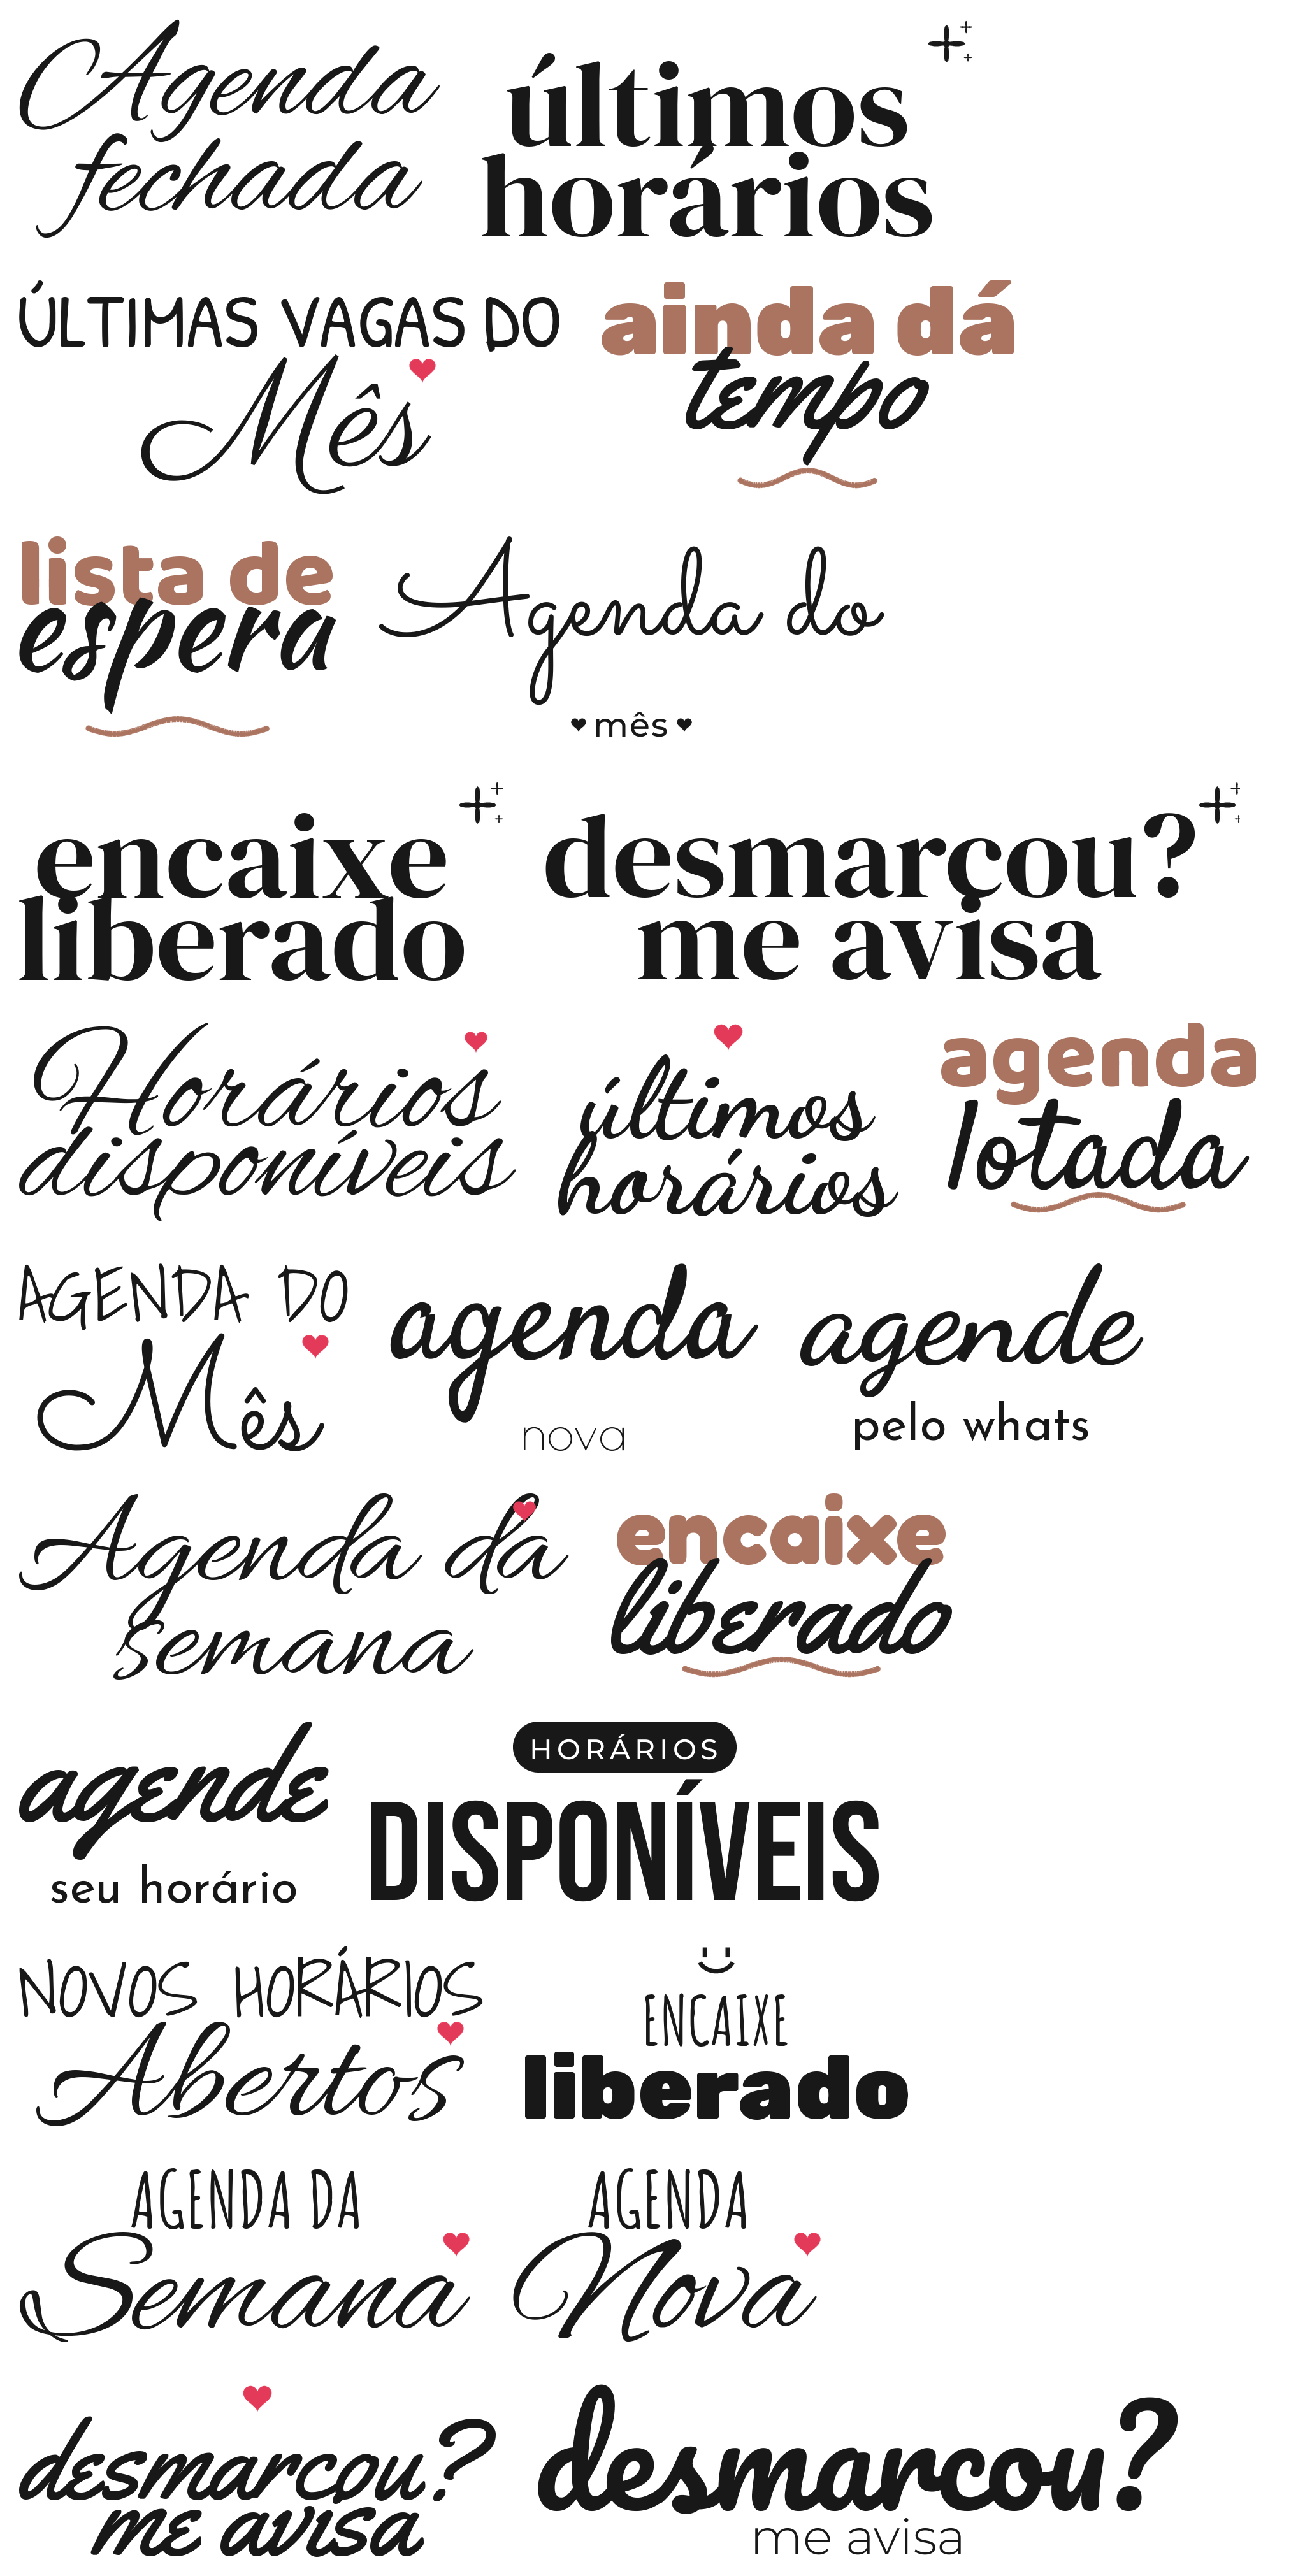 Agenda
fechada
últimos
horários
ÚLTIMAS VAGAS DO
Mês
ainda dá
tempo
lista de
espera
Agenda do
mês
encaixe
liberado
desmarcou?
me avisa
Horários
disponíveis
últimos
horários
agenda
lotada
AGENDA DO
Mês
agenda
nova
agende
pelo whats
Agenda da
semana
encaixe
liberado
agende
seu horário
HORÁRIOS
DISPONÍVEIS
NOVOS HORÁRIOS
Abertos
ENCAIXE
liberado
AGENDA DA
Semana
AGENDA
Nova
desmarcou?
me avisa
desmarcou?
me avisa